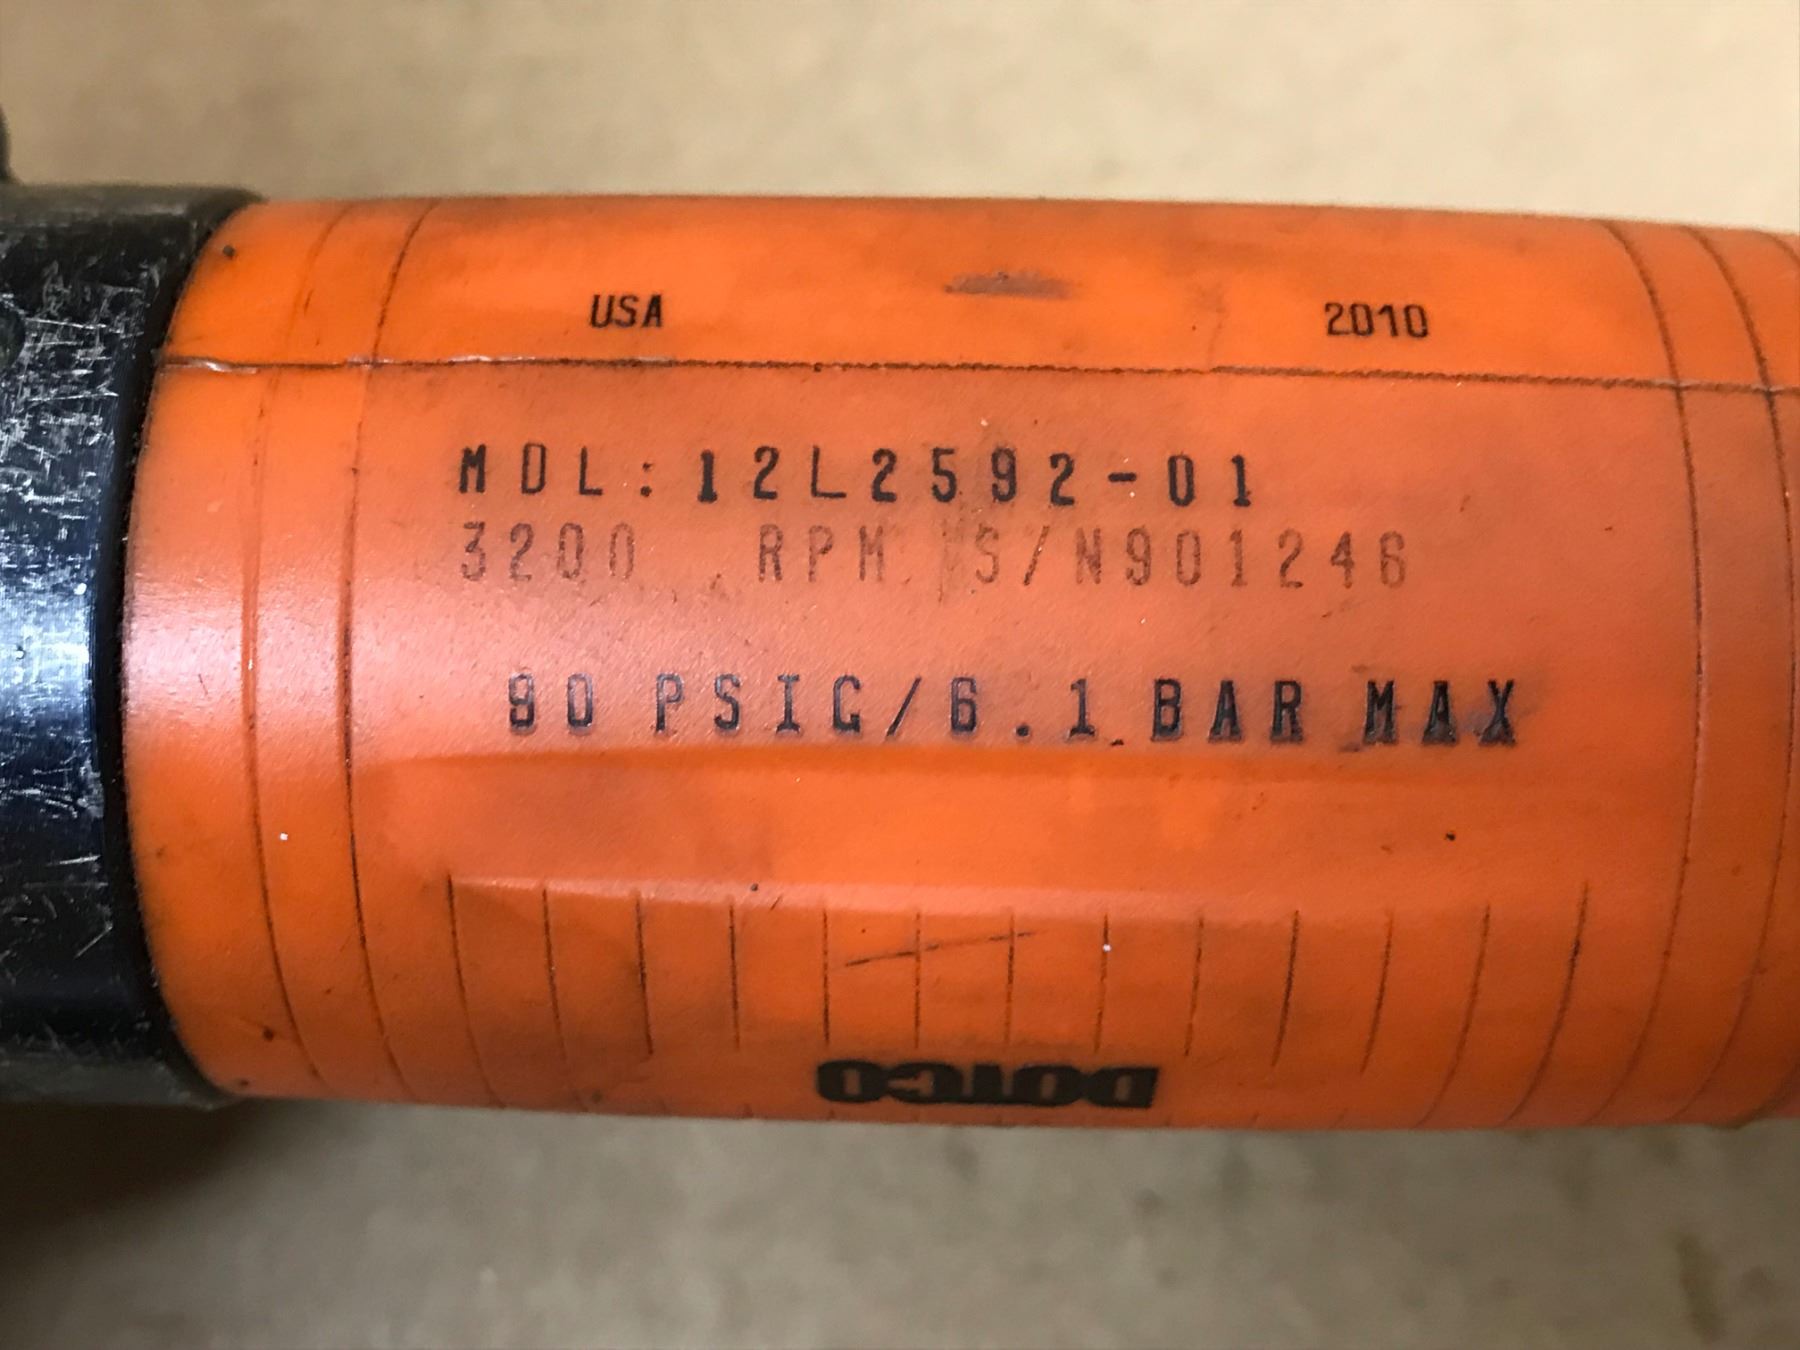 USA 2010
MDL:12L2592-01
3200 RPM S/N901246
90 PSIG/6.1 BAR MAX
DOTCO